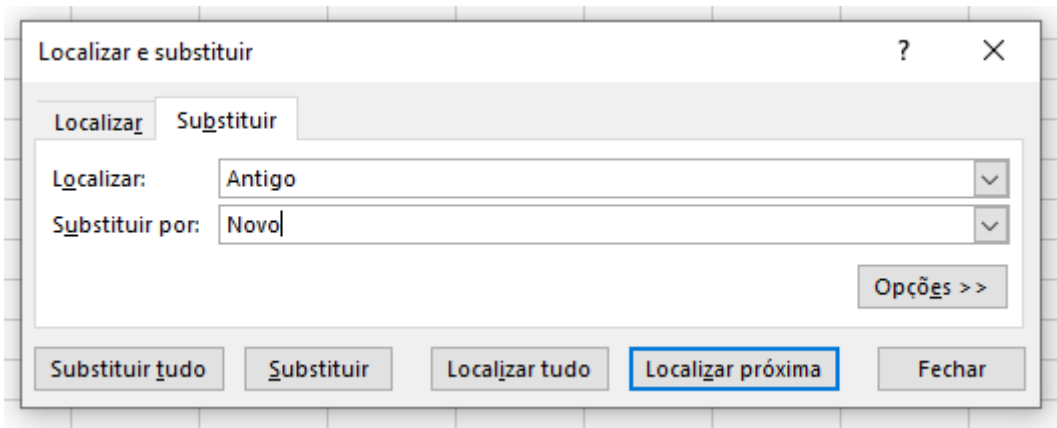 Localizar e substituir ?
Localizar Substituir
Localizar: Antigo
Substituir por: Novo
Opções >>
Substituir tudo Substituir Localizar tudo Localizar próxima Fechar